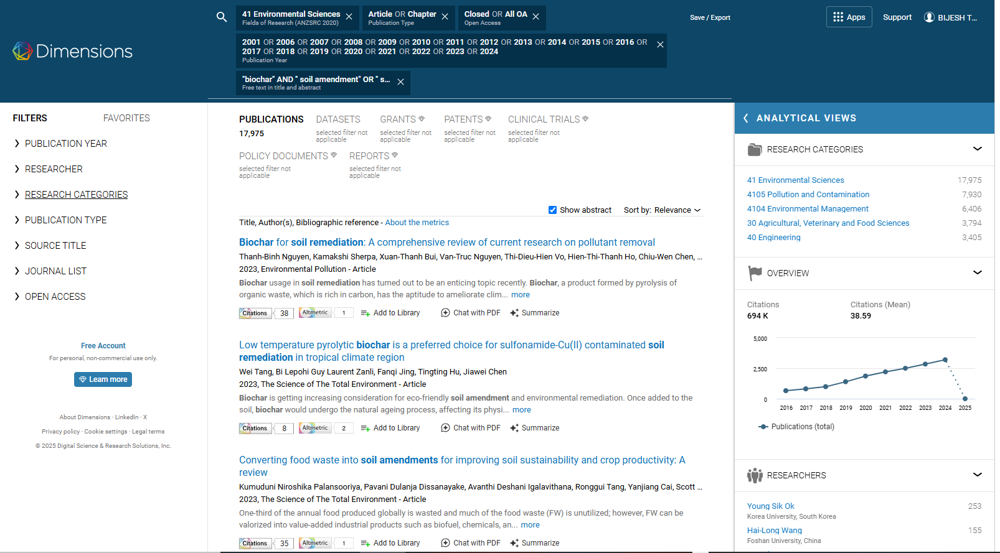 41 Environmental Sciences
Fields of Research (ANZSRC 2020)
Article OR Chapter
Publication Type
Closed OR All OA
Open Access
Save / Export
Apps
Support
BIJESH T...
Dimensions
2001 OR 2006 OR 2007 OR 2008 OR 2009 OR 2010 OR 2011 OR 2012 OR 2013 OR 2014 OR 2015 OR 2016 OR
2017 OR 2018 OR 2019 OR 2020 OR 2021 OR 2022 OR 2023 OR 2024
Publication Year
"biochar" AND " soil amendment" OR " s...
Free text in title and abstract
FILTERS
FAVORITES
PUBLICATION YEAR
RESEARCHER
RESEARCH CATEGORIES
PUBLICATION TYPE
SOURCE TITLE
JOURNAL LIST
OPEN ACCESS
Free Account
For personal, non-commercial use only.
Learn more
About Dimensions · LinkedIn · X
Privacy policy · Cookie settings · Legal terms
© 2025 Digital Science & Research Solutions, Inc.
PUBLICATIONS
17,975
DATASETS
selected filter not
applicable
GRANTS
selected filter not
applicable
PATENTS
selected filter not
applicable
CLINICAL TRIALS
selected filter not
applicable
POLICY DOCUMENTS
selected filter not
applicable
REPORTS
selected filter not
applicable
Show abstract
Sort by: Relevance
Title, Author(s), Bibliographic reference - About the metrics
Biochar for soil remediation: A comprehensive review of current research on pollutant removal
Thanh-Binh Nguyen, Kamakshi Sherpa, Xuan-Thanh Bui, Van-Truc Nguyen, Thi-Dieu-Hien Vo, Hien-Thi-Thanh Ho, Chiu-Wen Chen, ...
2023, Environmental Pollution - Article
Biochar usage in soil remediation has turned out to be an enticing topic recently. Biochar, a product formed by pyrolysis of
organic waste, which is rich in carbon, has the aptitude to ameliorate clim... more
Citations 38 Altmetric 1 Add to Library Chat with PDF Summarize
Low temperature pyrolytic biochar is a preferred choice for sulfonamide-Cu(II) contaminated soil
remediation in tropical climate region
Wei Tang, Bi Lepohi Guy Laurent Zanli, Fanqi Jing, Tingting Hu, Jiawei Chen
2023, The Science of The Total Environment - Article
Biochar is getting increasing consideration for eco-friendly soil amendment and environmental remediation. Once added to the
soil, biochar would undergo the natural ageing process, affecting its physi... more
Citations 8 Altmetric 2 Add to Library Chat with PDF Summarize
Converting food waste into soil amendments for improving soil sustainability and crop productivity: A
review
Kumuduni Niroshika Palansooriya, Pavani Dulanja Dissanayake, Avanthi Deshani Igalavithana, Ronggui Tang, Yanjiang Cai, Scott ...
2023, The Science of The Total Environment - Article
One-third of the annual food produced globally is wasted and much of the food waste (FW) is unutilized; however, FW can be
valorized into value-added industrial products such as biofuel, chemicals, an... more
Citations 35 Altmetric 1 Add to Library Chat with PDF Summarize
ANALYTICAL VIEWS
RESEARCH CATEGORIES
41 Environmental Sciences 17,975
4105 Pollution and Contamination 7,930
4104 Environmental Management 6,406
30 Agricultural, Veterinary and Food Sciences 3,794
40 Engineering 3,405
OVERVIEW
Citations
694 K
Citations (Mean)
38.59
5,000
2,500
0
2016 2017 2018 2019 2020 2021 2022 2023 2024 2025
Publications (total)
RESEARCHERS
Young Sik Ok 253
Korea University, South Korea
Hai-Long Wang 155
Foshan University, China